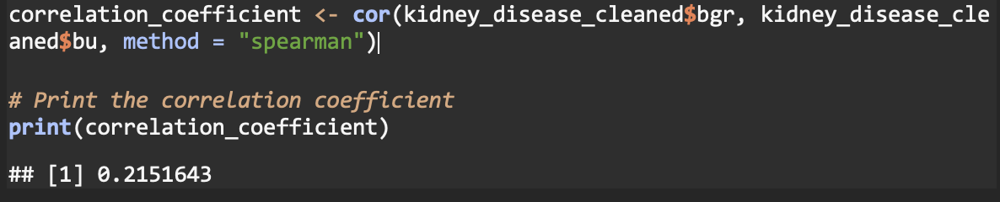 correlation_coefficient <- cor(kidney_disease_cleaned$bgr, kidney_disease_cle
aned$bu, method = "spearman")
# Print the correlation coefficient
print(correlation_coefficient)
## [1] 0.2151643